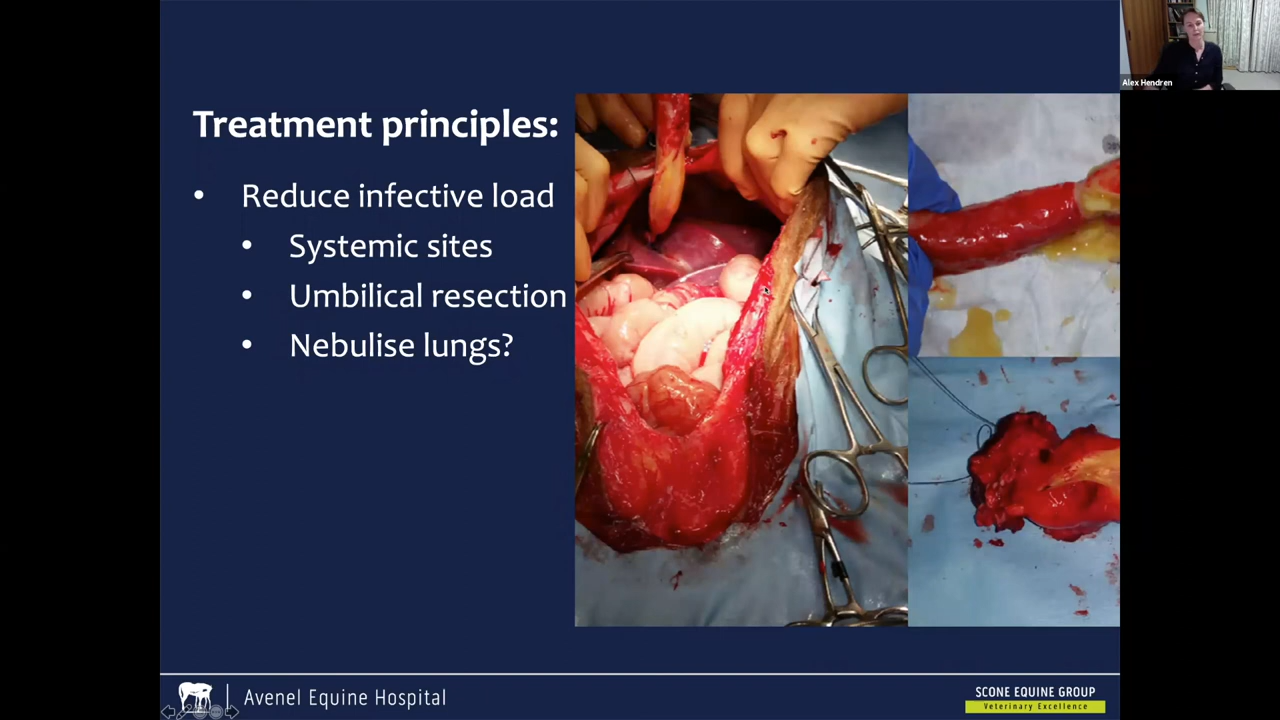 Alex Hendren
Treatment principles:
• Reduce infective load
• Systemic sites
• Umbilical resection
• Nebulise lungs?
Avenel Equine Hospital
SCONE EQUINE GROUP
Veterinary Excellence